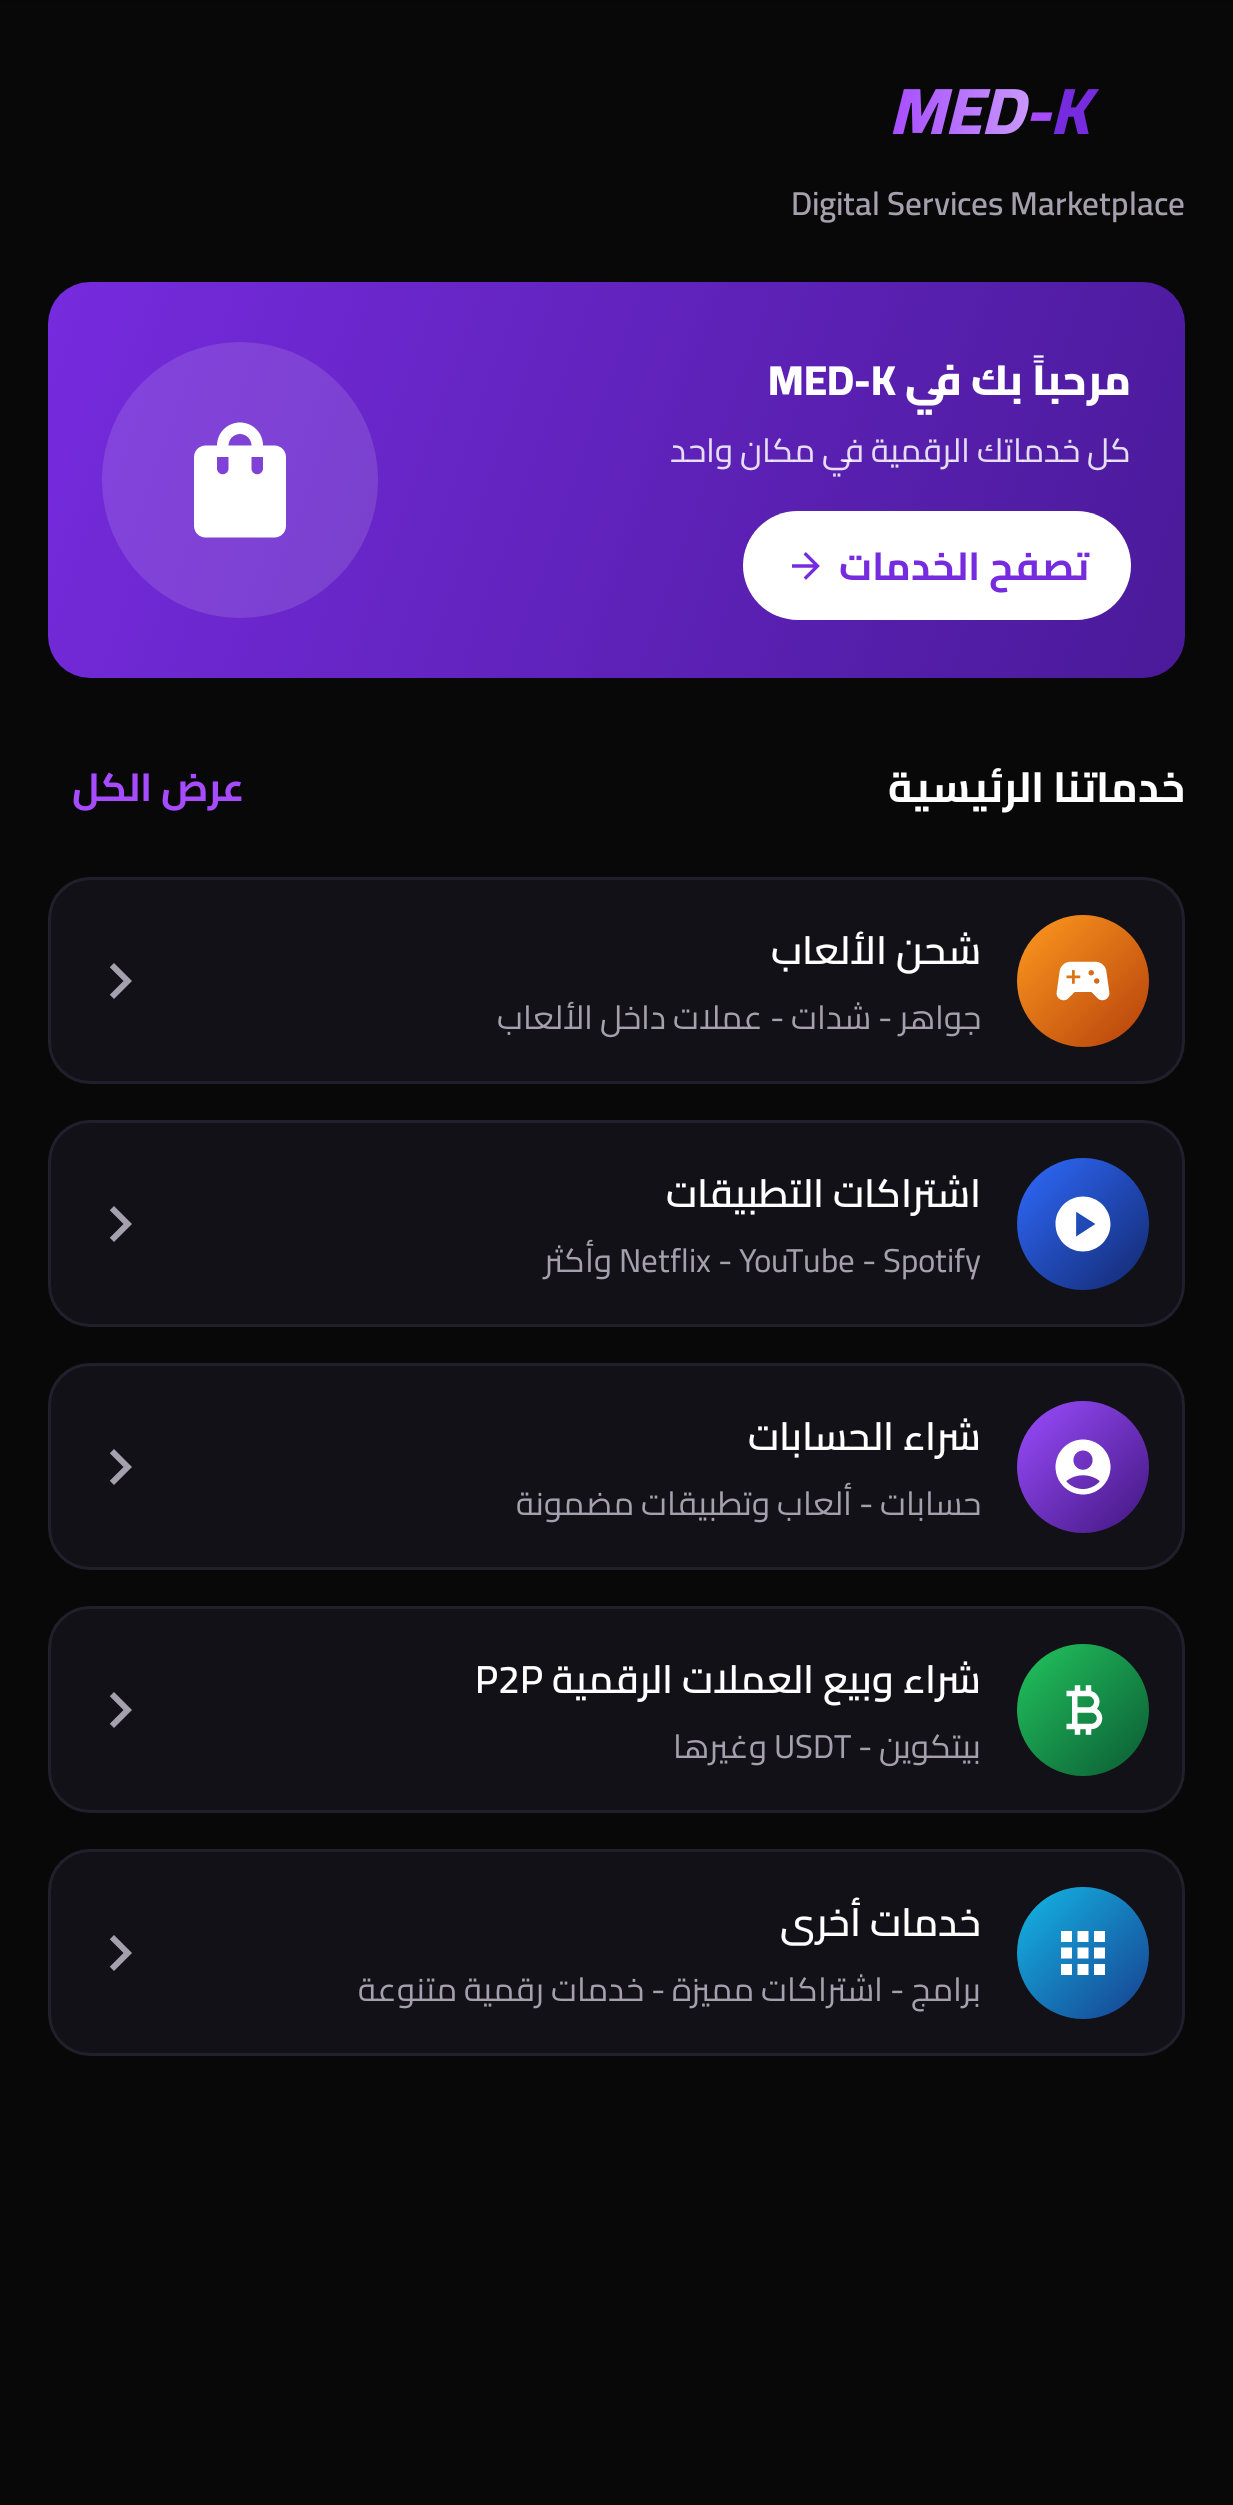 MED-K
Digital Services Marketplace
مرحباً بك في MED-K
كل خدماتك الرقمية في مكان واحد
تصفح الخدمات
خدماتنا الرئيسية
عرض الكل
شحن الألعاب
جواهر - شدات - عملات داخل الألعاب
اشتراكات التطبيقات
Netflix - YouTube - Spotify وأكثر
شراء الحسابات
حسابات - ألعاب وتطبيقات مضمونة
شراء وبيع العملات الرقمية P2P
بيتكوين - USDT وغيرها
خدمات أخرى
برامج - اشتراكات مميزة - خدمات رقمية متنوعة